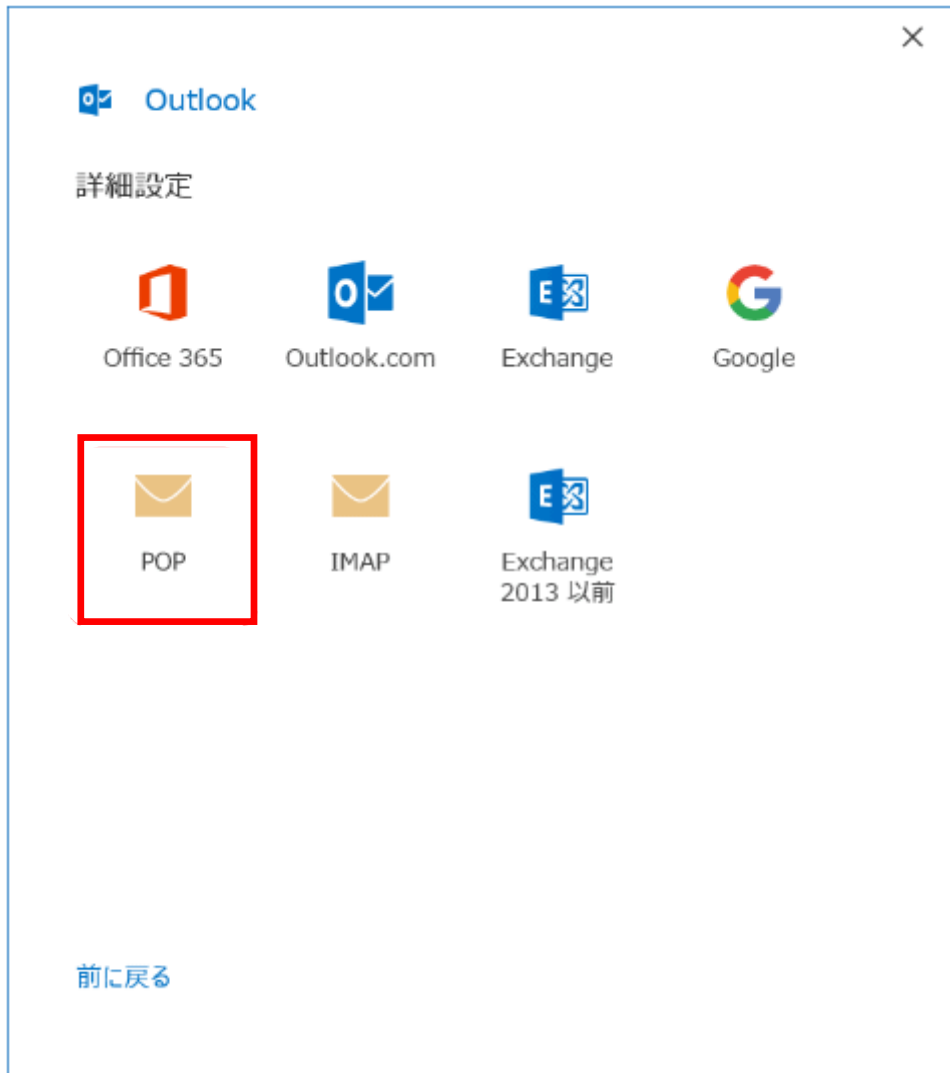 Outlook
詳細設定
Office 365
Outlook.com
Exchange
Google
POP
IMAP
Exchange
2013 以前
前に戻る